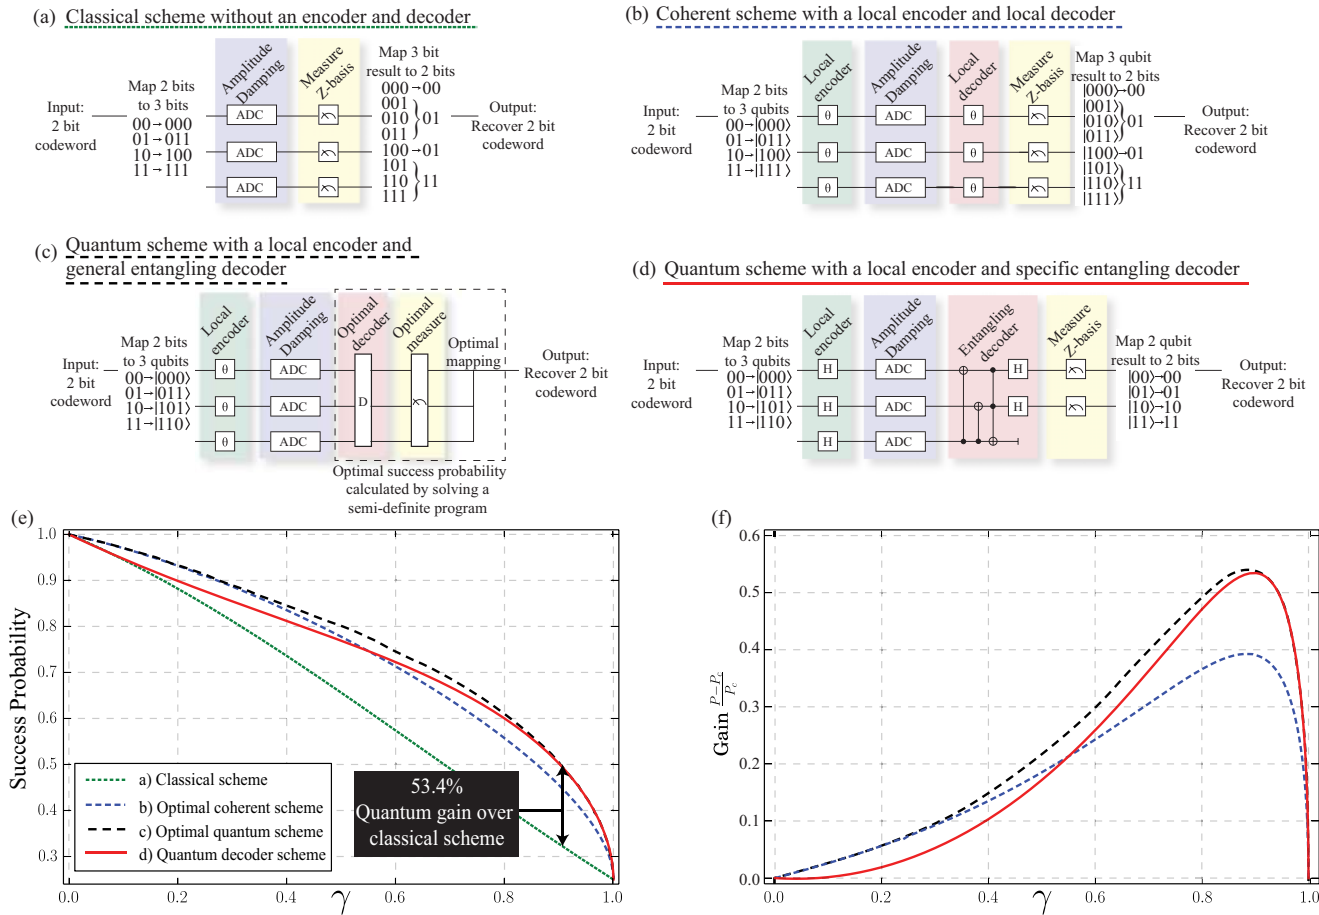 (a) Classical scheme without an encoder and decoder
Amplitude Damping
Measure Z-basis
Map 2 bits
to 3 bits
00→000
01→011
10→100
11→111
Input:
2 bit
codeword
ADC
ADC
ADC
Map 3 bit
result to 2 bits
000→00
001
010 } 01
011
100→01
101
110 } 11
111
Output:
Recover 2 bit
codeword
(b) Coherent scheme with a local encoder and local decoder
Local encoder
Amplitude Damping
Local decoder
Measure Z-basis
Input:
2 bit
codeword
Map 2 bits
to 3 qubits
00→|000⟩
01→|011⟩
10→|100⟩
11→|111⟩
θ ADC θ
θ ADC θ
θ ADC θ
Map 3 qubit
result to 2 bits
|000⟩→00
|001⟩
|010⟩ } 01
|011⟩
|100⟩→01
|101⟩
|110⟩ } 11
|111⟩
Output:
Recover 2 bit
codeword
(c) Quantum scheme with a local encoder and
general entangling decoder
Local encoder
Amplitude Damping
Optimal decoder
Optimal measure
Optimal
mapping
Input:
2 bit
codeword
Map 2 bits
to 3 qubits
00→|000⟩
01→|011⟩
10→|101⟩
11→|110⟩
θ ADC
θ ADC D
θ ADC
Output:
Recover 2 bit
codeword
Optimal success probability
calculated by solving a
semi-definite program
(d) Quantum scheme with a local encoder and specific entangling decoder
Local encoder
Amplitude Damping
Entangling decoder
Measure Z-basis
Input:
2 bit
codeword
Map 2 bits
to 3 qubits
00→|000⟩
01→|011⟩
10→|101⟩
11→|110⟩
H ADC H
H ADC H
H ADC
Map 2 qubit
result to 2 bits
|00⟩→00
|01⟩→01
|10⟩→10
|11⟩→11
Output:
Recover 2 bit
codeword
(e)
Success Probability
1.0
0.9
0.8
0.7
0.6
0.5
0.4
0.3
a) Classical scheme
b) Optimal coherent scheme
c) Optimal quantum scheme
d) Quantum decoder scheme
53.4%
Quantum gain over
classical scheme
0.0 0.2 0.4 0.6 0.8 1.0
γ
(f)
Gain (P−P_c)/P_c
0.6
0.5
0.4
0.3
0.2
0.1
0.0
0.0 0.2 0.4 0.6 0.8 1.0
γ